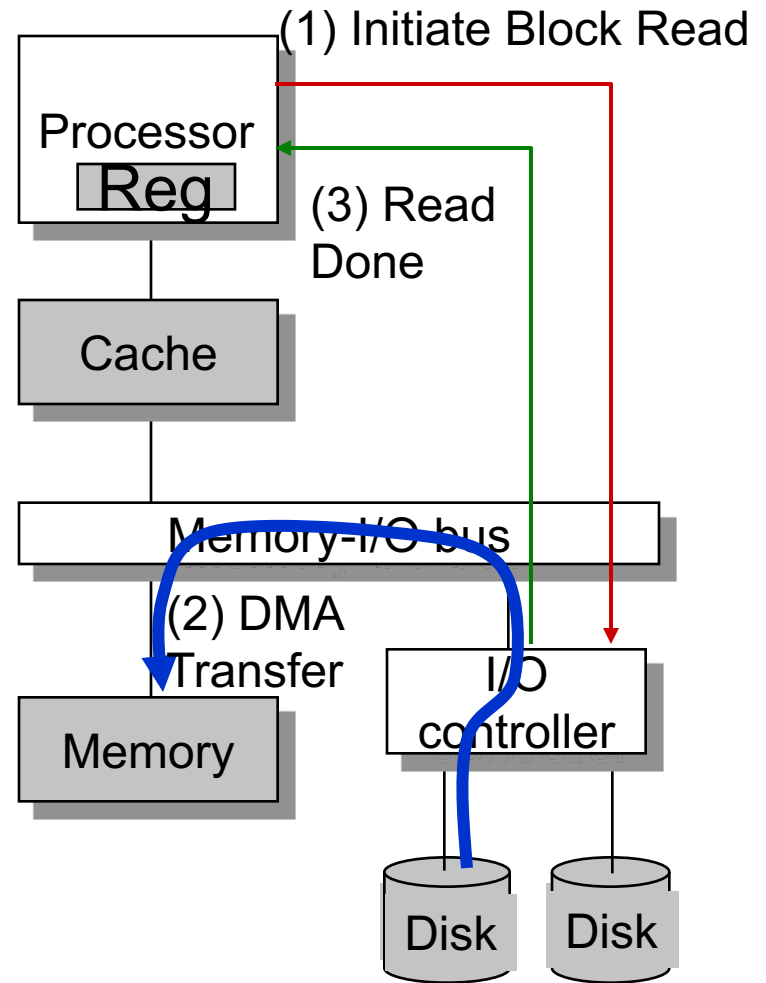 (1) Initiate Block Read
Processor
Reg
(3) Read
Done
Cache
Memory-I/O bus
(2) DMA
Transfer
I/O
controller
Memory
Disk
Disk